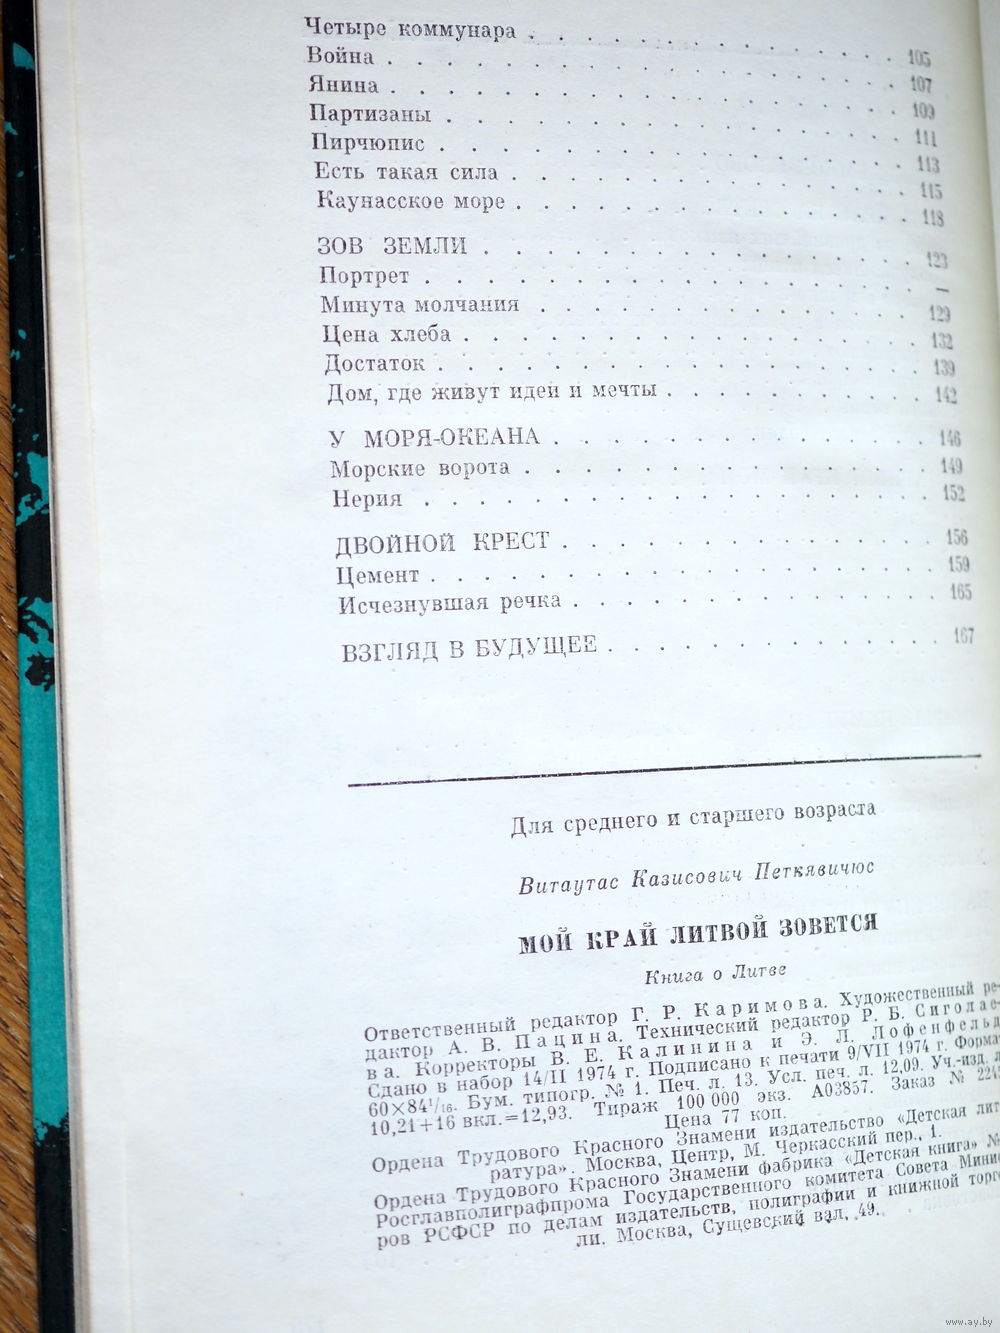 Четыре коммунара . . . . . . . . . . . . 105
Война . . . . . . . . . . . . . . . . . 107
Янина . . . . . . . . . . . . . . . . . 109
Партизаны . . . . . . . . . . . . . . . 111
Пирчюпис . . . . . . . . . . . . . . . . 113
Есть такая сила . . . . . . . . . . . . . 115
Каунасское море . . . . . . . . . . . . . 118
ЗОВ ЗЕМЛИ . . . . . . . . . . . . . . . 123
Портрет . . . . . . . . . . . . . . . . —
Минута молчания . . . . . . . . . . . . 129
Цена хлеба . . . . . . . . . . . . . . . 132
Достаток . . . . . . . . . . . . . . . . 139
Дом, где живут идеи и мечты . . . . . . . 142
У МОРЯ-ОКЕАНА . . . . . . . . . . . . . 146
Морские ворота . . . . . . . . . . . . . 149
Нерия . . . . . . . . . . . . . . . . . 152
ДВОЙНОЙ КРЕСТ . . . . . . . . . . . . . 156
Цемент . . . . . . . . . . . . . . . . . 159
Исчезнувшая речка . . . . . . . . . . . . 165
ВЗГЛЯД В БУДУЩЕЕ . . . . . . . . . . . . 167
Для среднего и старшего возраста
Витаутас Казисович Петкявичюс
МОЙ КРАЙ ЛИТВОЙ ЗОВЕТСЯ
Книга о Литве
Ответственный редактор Г. Р. Каримова. Художественный ре-
дактор А. В. Пацина. Технический редактор Р. Б. Сиголае-
ва. Корректоры В. Е. Калинина и Э. Л. Лофенфельд
Сдано в набор 14/II 1974 г. Подписано к печати 9/VII 1974 г. Форма
60×84¹/₁₆. Бум. типогр. № 1. Печ. л. 13. Усл. печ. л. 12,09. Уч.-изд. л
10,21+16 вкл.=12,93. Тираж 100 000 экз. А03857. Заказ №
Цена 77 коп.
Ордена Трудового Красного Знамени издательство «Детская лит
ратура». Москва, Центр, М. Черкасский пер., 1.
Ордена Трудового Красного Знамени фабрика «Детская книга» №
Росглавполиграфпрома Государственного комитета Совета Минис
ров РСФСР по делам издательств, полиграфии и книжной торго
ли. Москва, Сущевский вал, 49.
www.ay.by